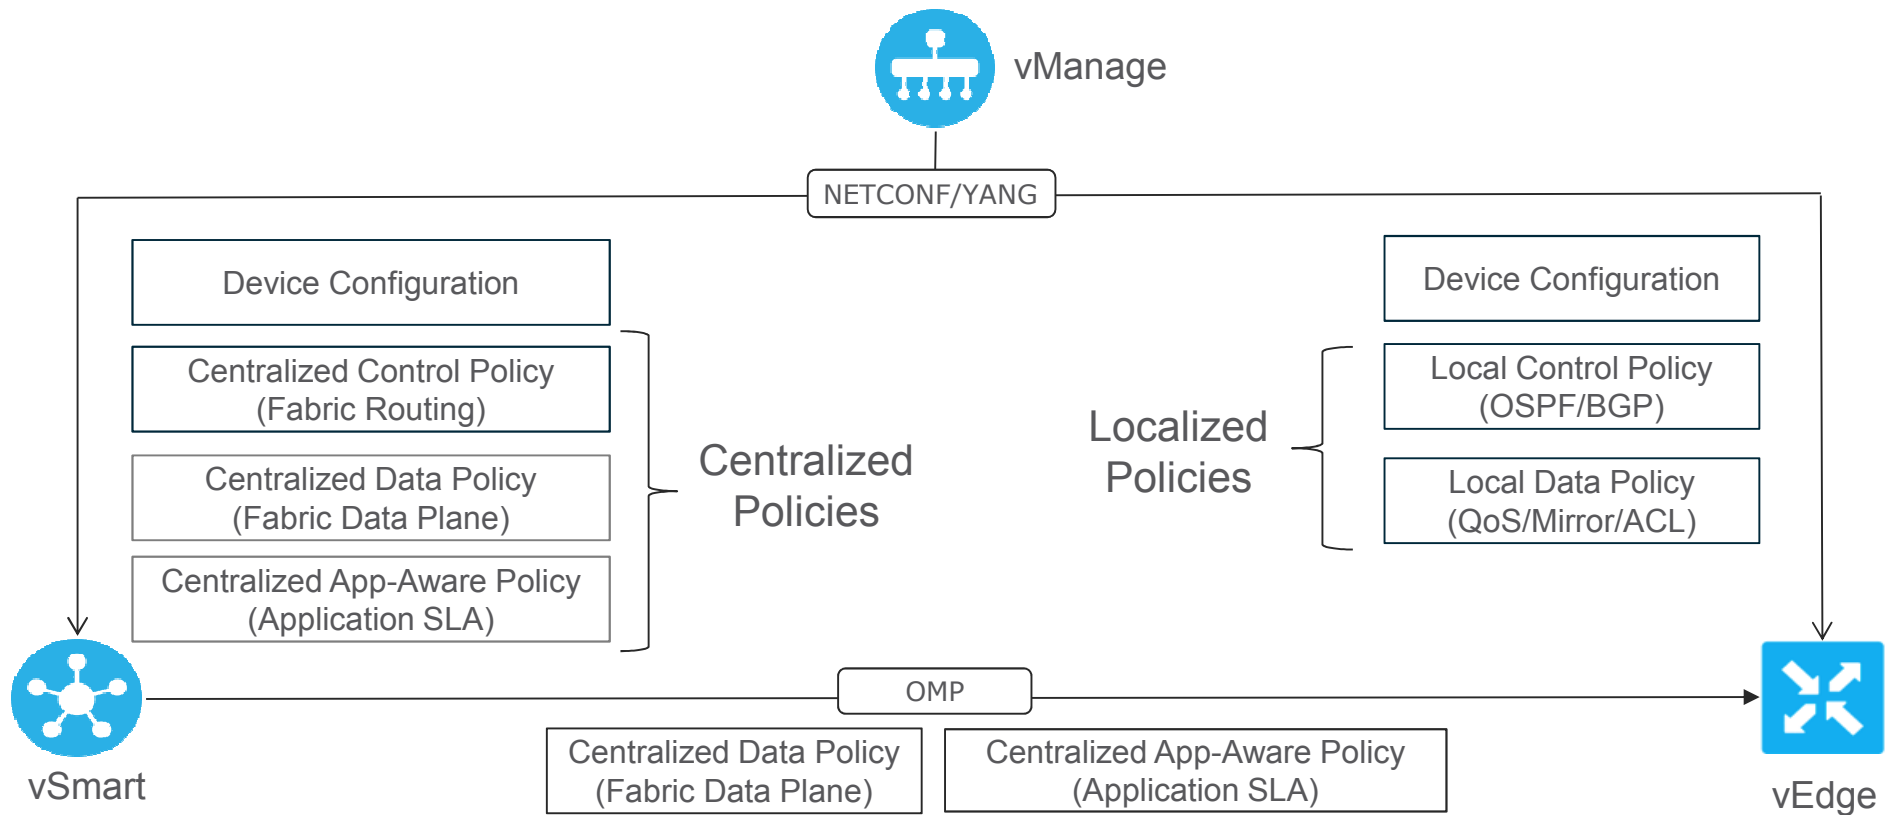 vManage
NETCONF/YANG
Device Configuration
Centralized Control Policy
(Fabric Routing)
Centralized Data Policy
(Fabric Data Plane)
Centralized App-Aware Policy
(Application SLA)
Centralized
Policies
Localized
Policies
Device Configuration
Local Control Policy
(OSPF/BGP)
Local Data Policy
(QoS/Mirror/ACL)
OMP
Centralized Data Policy
(Fabric Data Plane)
Centralized App-Aware Policy
(Application SLA)
vSmart
vEdge